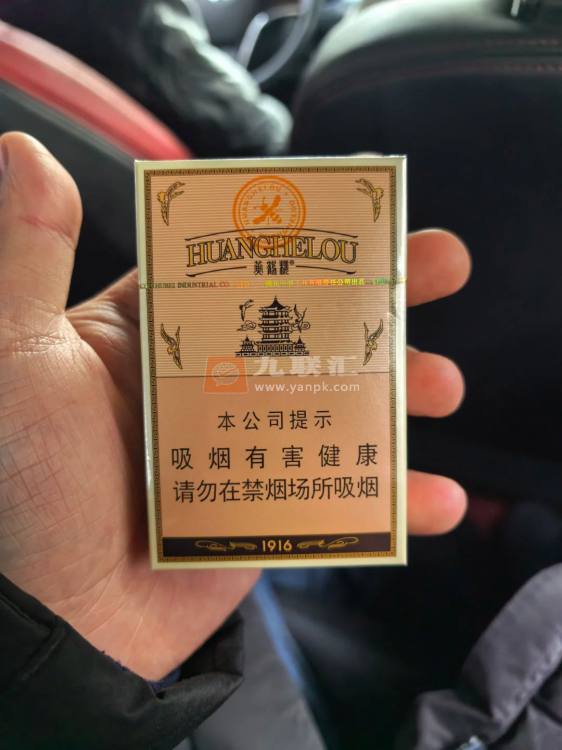 HUANGHELOU
HUANGHELOU
黄鹤楼®
九联汇
www.yanpk.com
本公司提示
吸烟有害健康
请勿在禁烟场所吸烟
1916